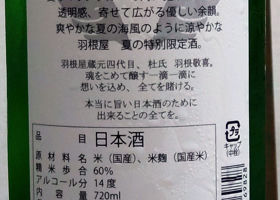 透明感、寄せて広がる優しい余韻。
爽やかな夏の海風のように涼やかな
羽根屋 夏の特別限定酒。
羽根屋蔵元四代目、杜氏 羽根敬喜。
魂をこめて醸す一滴一滴に
想いを込め、全てを賭ける。
本当に旨い日本酒のために
出来ることの全てを。
品目 日本酒
原材料名 米(国産)、米麹(国産米)
精米歩合 60%
アルコール分 14度
内容量 720ml
プラ
キャップ
(中栓)
69828